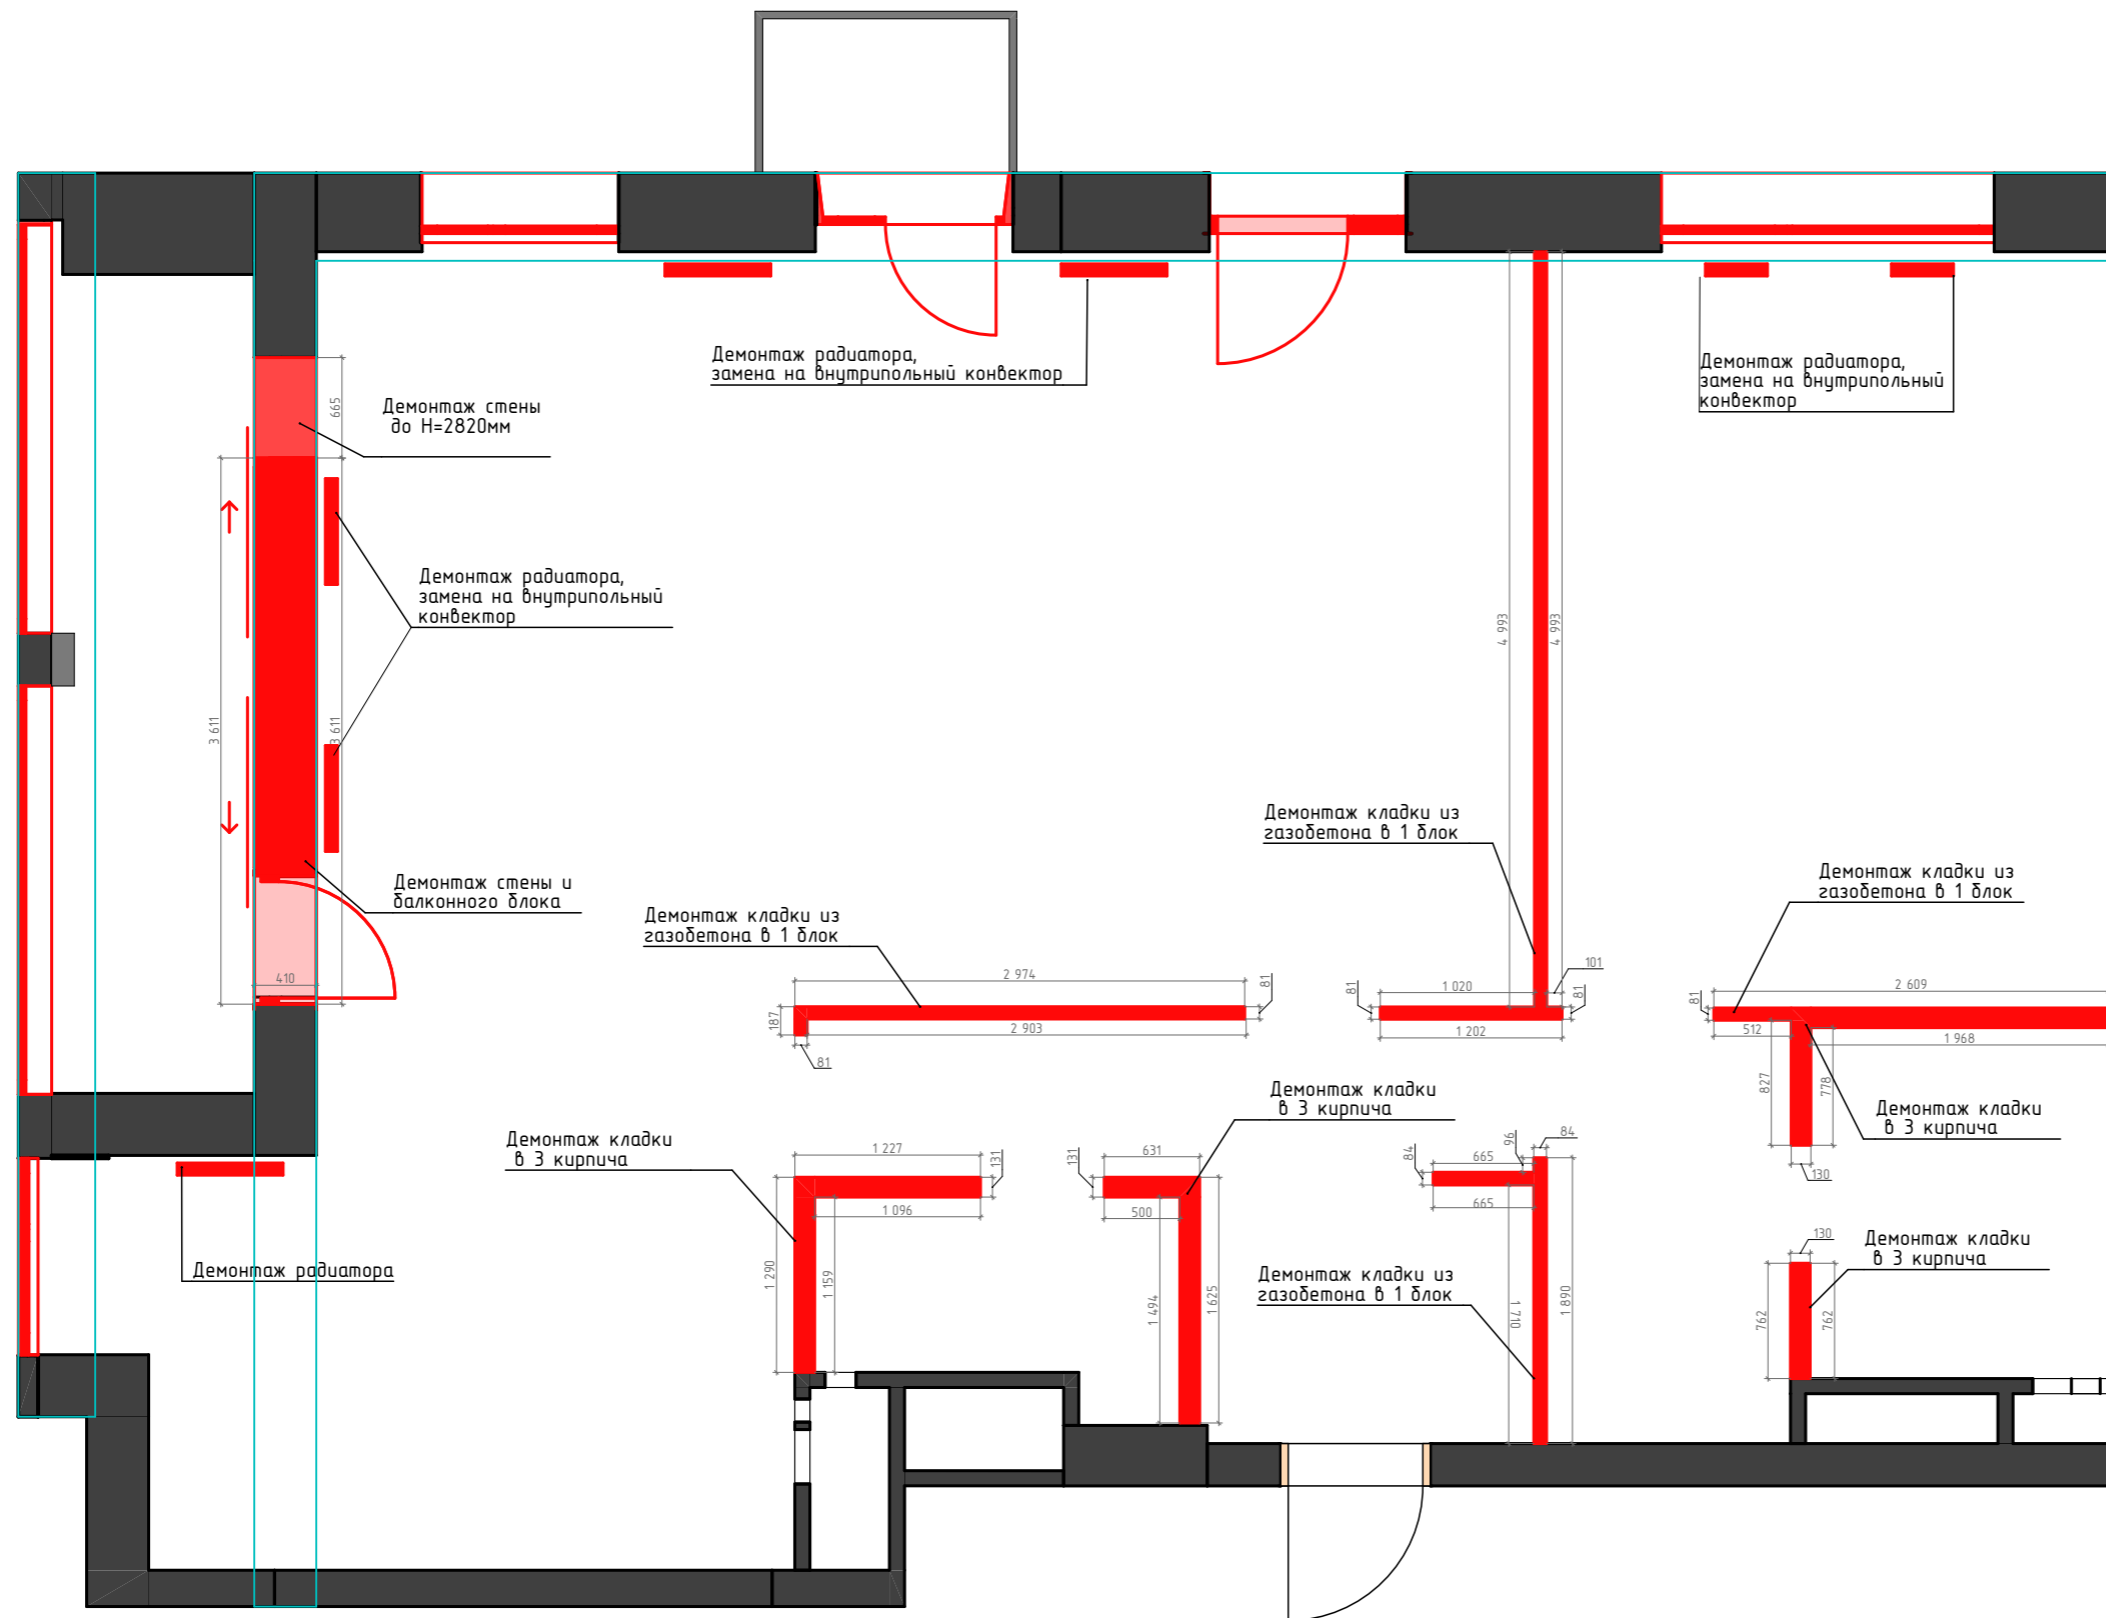 Демонтаж радиатора,
замена на внутрипольный конвектор
Демонтаж радиатора,
замена на внутрипольный
конвектор
665
Демонтаж стены
до H=2820мм
Демонтаж радиатора,
замена на внутрипольный
конвектор
3 611
3 611
4 993
4 993
Демонтаж кладки из
газобетона в 1 блок
Демонтаж кладки из
газобетона в 1 блок
Демонтаж стены и
балконного блока
Демонтаж кладки из
газобетона в 1 блок
410
2 974
81
187
2 903
81
81
1 020
101
81
1 202
81
2 609
512
1 968
827
778
130
Демонтаж кладки
в 3 кирпича
Демонтаж кладки
в 3 кирпича
Демонтаж кладки
в 3 кирпича
1 227
131
1 096
1 290
1 159
131
631
500
1 494
1 625
84
665
96
84
665
1 710
1 890
Демонтаж радиатора
Демонтаж кладки из
газобетона в 1 блок
130
Демонтаж кладки
в 3 кирпича
762
762